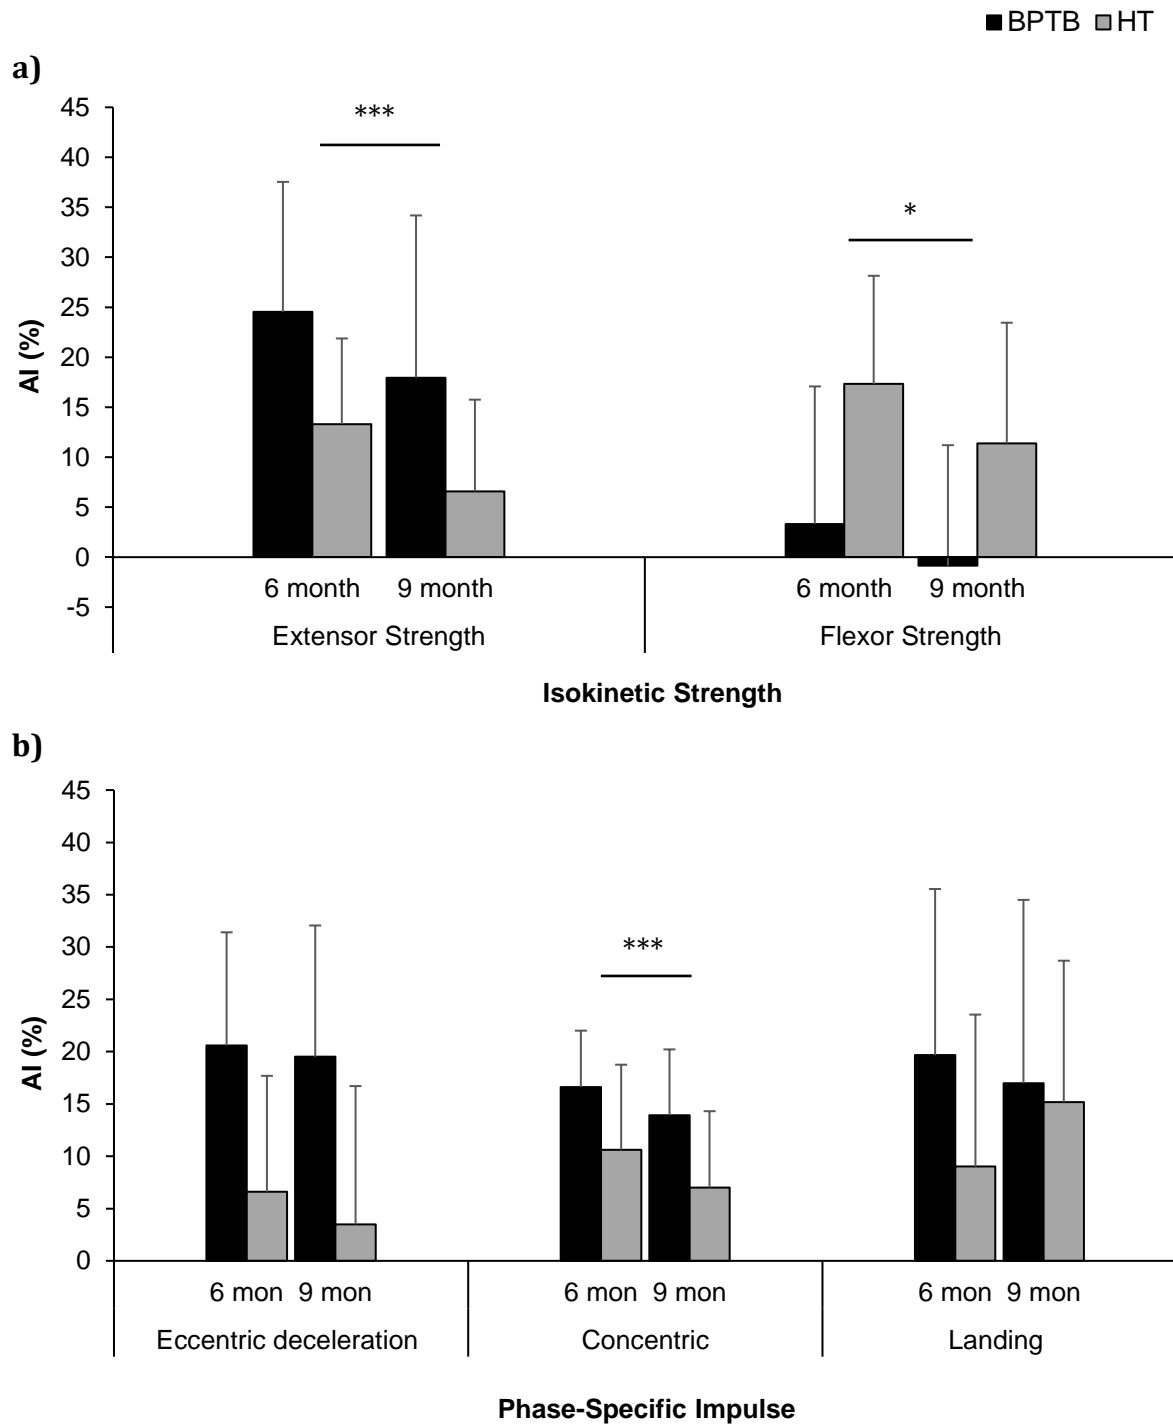 BPTB HT
a)
***
*
45
40
35
30
25
20
15
10
5
0
-5
AI (%)
6 month 9 month 6 month 9 month
Extensor Strength Flexor Strength
Isokinetic Strength
b)
***
45
40
35
30
25
20
15
10
5
0
AI (%)
6 mon 9 mon 6 mon 9 mon 6 mon 9 mon
Eccentric deceleration Concentric Landing
Phase-Specific Impulse